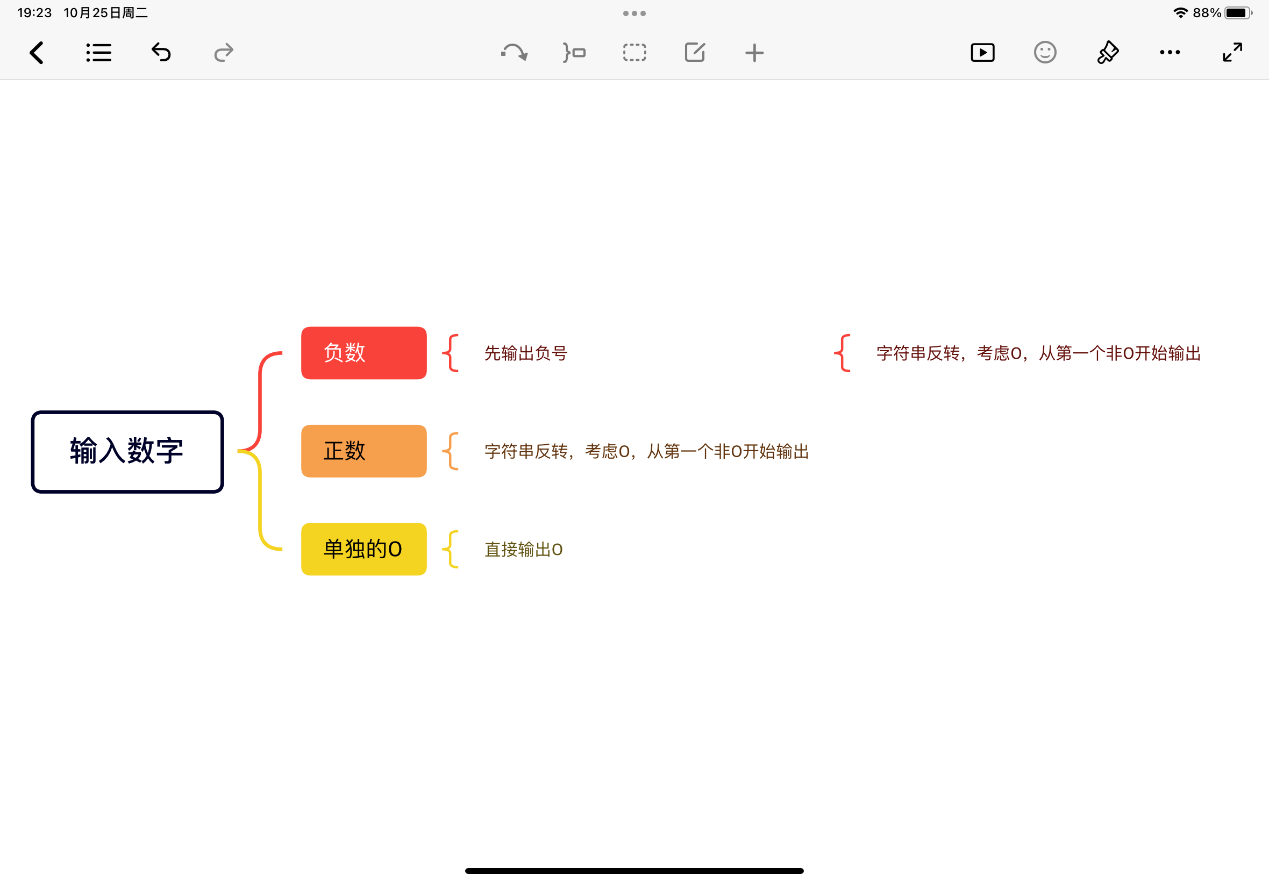 19:23 10月25日周二
88%
负数
先输出负号
字符串反转，考虑0，从第一个非0开始输出
输入数字
正数
字符串反转，考虑0，从第一个非0开始输出
单独的0
直接输出0